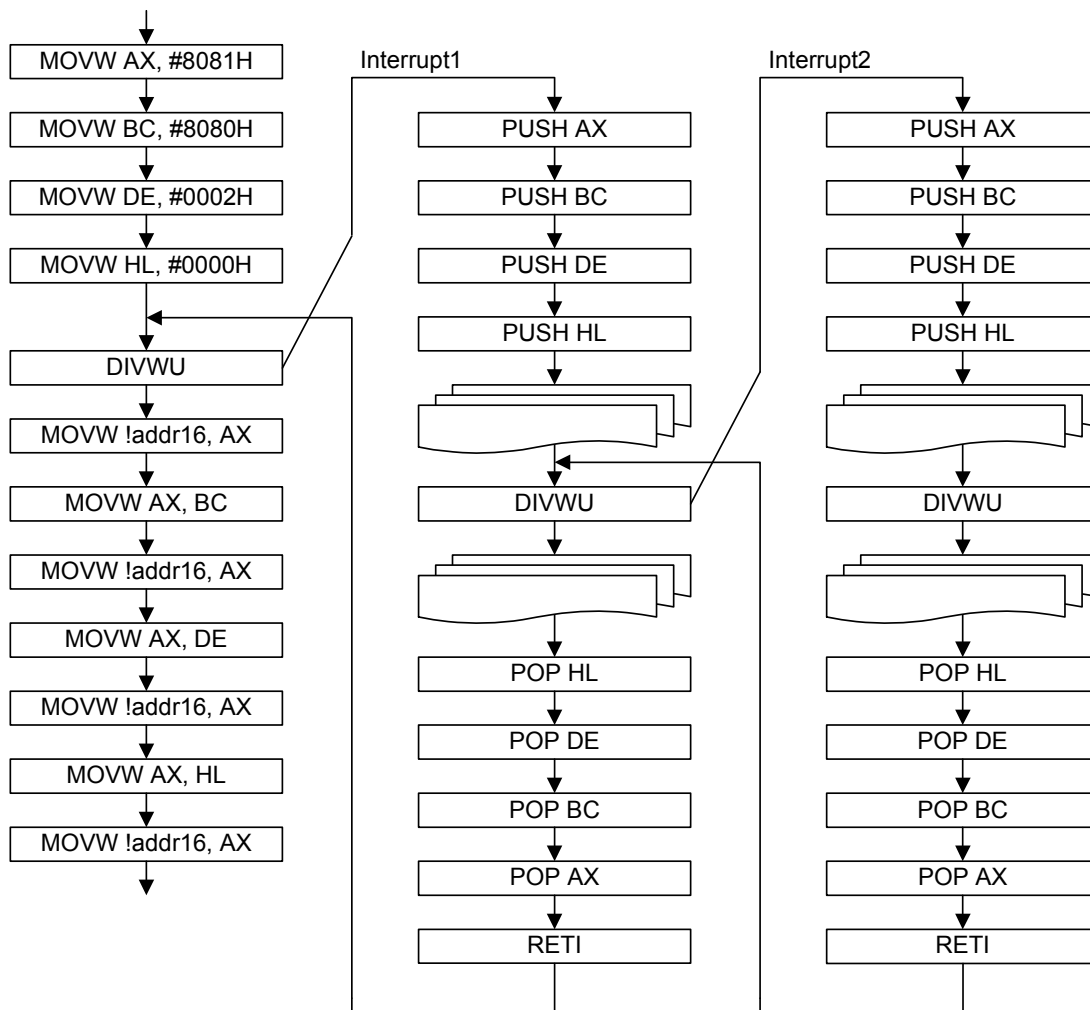 MOVW AX, #8081H
MOVW BC, #8080H
MOVW DE, #0002H
MOVW HL, #0000H
DIVWU
MOVW !addr16, AX
MOVW AX, BC
MOVW !addr16, AX
MOVW AX, DE
MOVW !addr16, AX
MOVW AX, HL
MOVW !addr16, AX
Interrupt1
PUSH AX
PUSH BC
PUSH DE
PUSH HL
DIVWU
POP HL
POP DE
POP BC
POP AX
RETI
Interrupt2
PUSH AX
PUSH BC
PUSH DE
PUSH HL
DIVWU
POP HL
POP DE
POP BC
POP AX
RETI